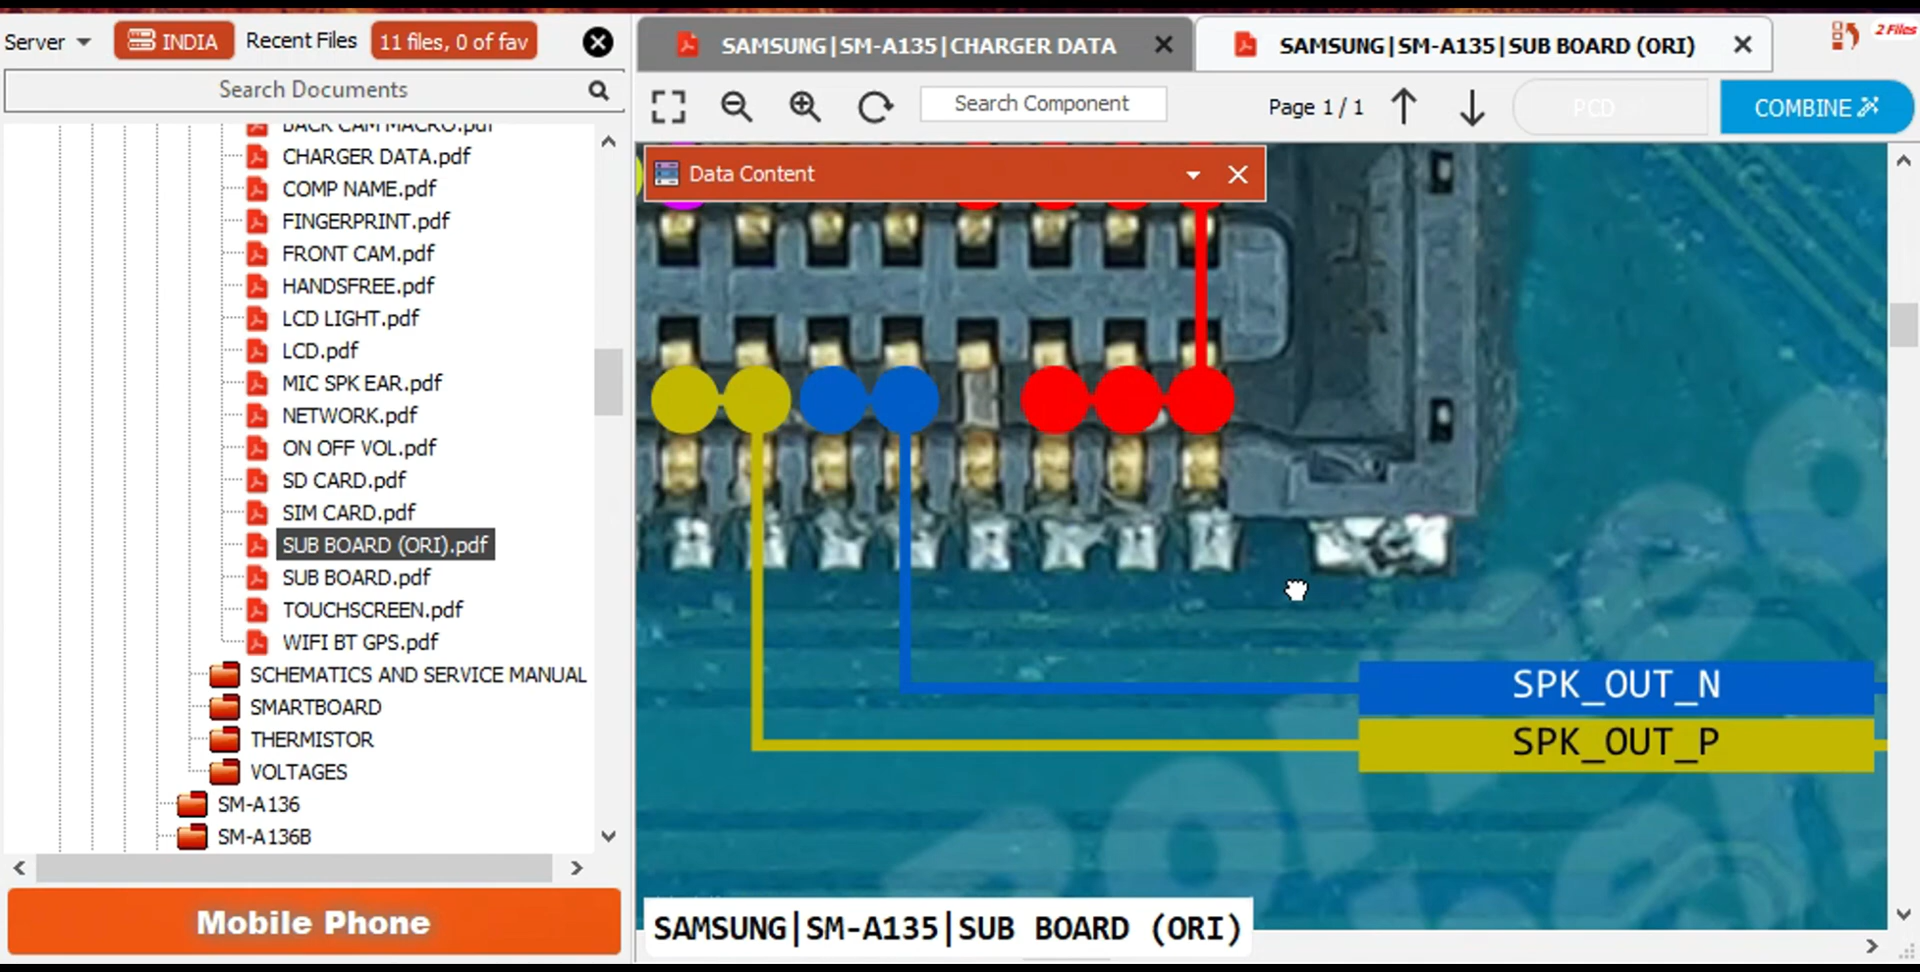 Server
INDIA
Recent Files
11 files, 0 of fav
Search Documents
BACK CAM MACRO.pdf
CHARGER DATA.pdf
COMP NAME.pdf
FINGERPRINT.pdf
FRONT CAM.pdf
HANDSFREE.pdf
LCD LIGHT.pdf
LCD.pdf
MIC SPK EAR.pdf
NETWORK.pdf
ON OFF VOL.pdf
SD CARD.pdf
SIM CARD.pdf
SUB BOARD (ORI).pdf
SUB BOARD.pdf
TOUCHSCREEN.pdf
WIFI BT GPS.pdf
SCHEMATICS AND SERVICE MANUAL
SMARTBOARD
THERMISTOR
VOLTAGES
SM-A136
SM-A136B
Mobile Phone
SAMSUNG|SM-A135|CHARGER DATA
SAMSUNG|SM-A135|SUB BOARD (ORI)
2 Files
Search Component
Page 1 / 1
PCD
COMBINE
Data Content
SPK_OUT_N
SPK_OUT_P
SAMSUNG|SM-A135|SUB BOARD (ORI)